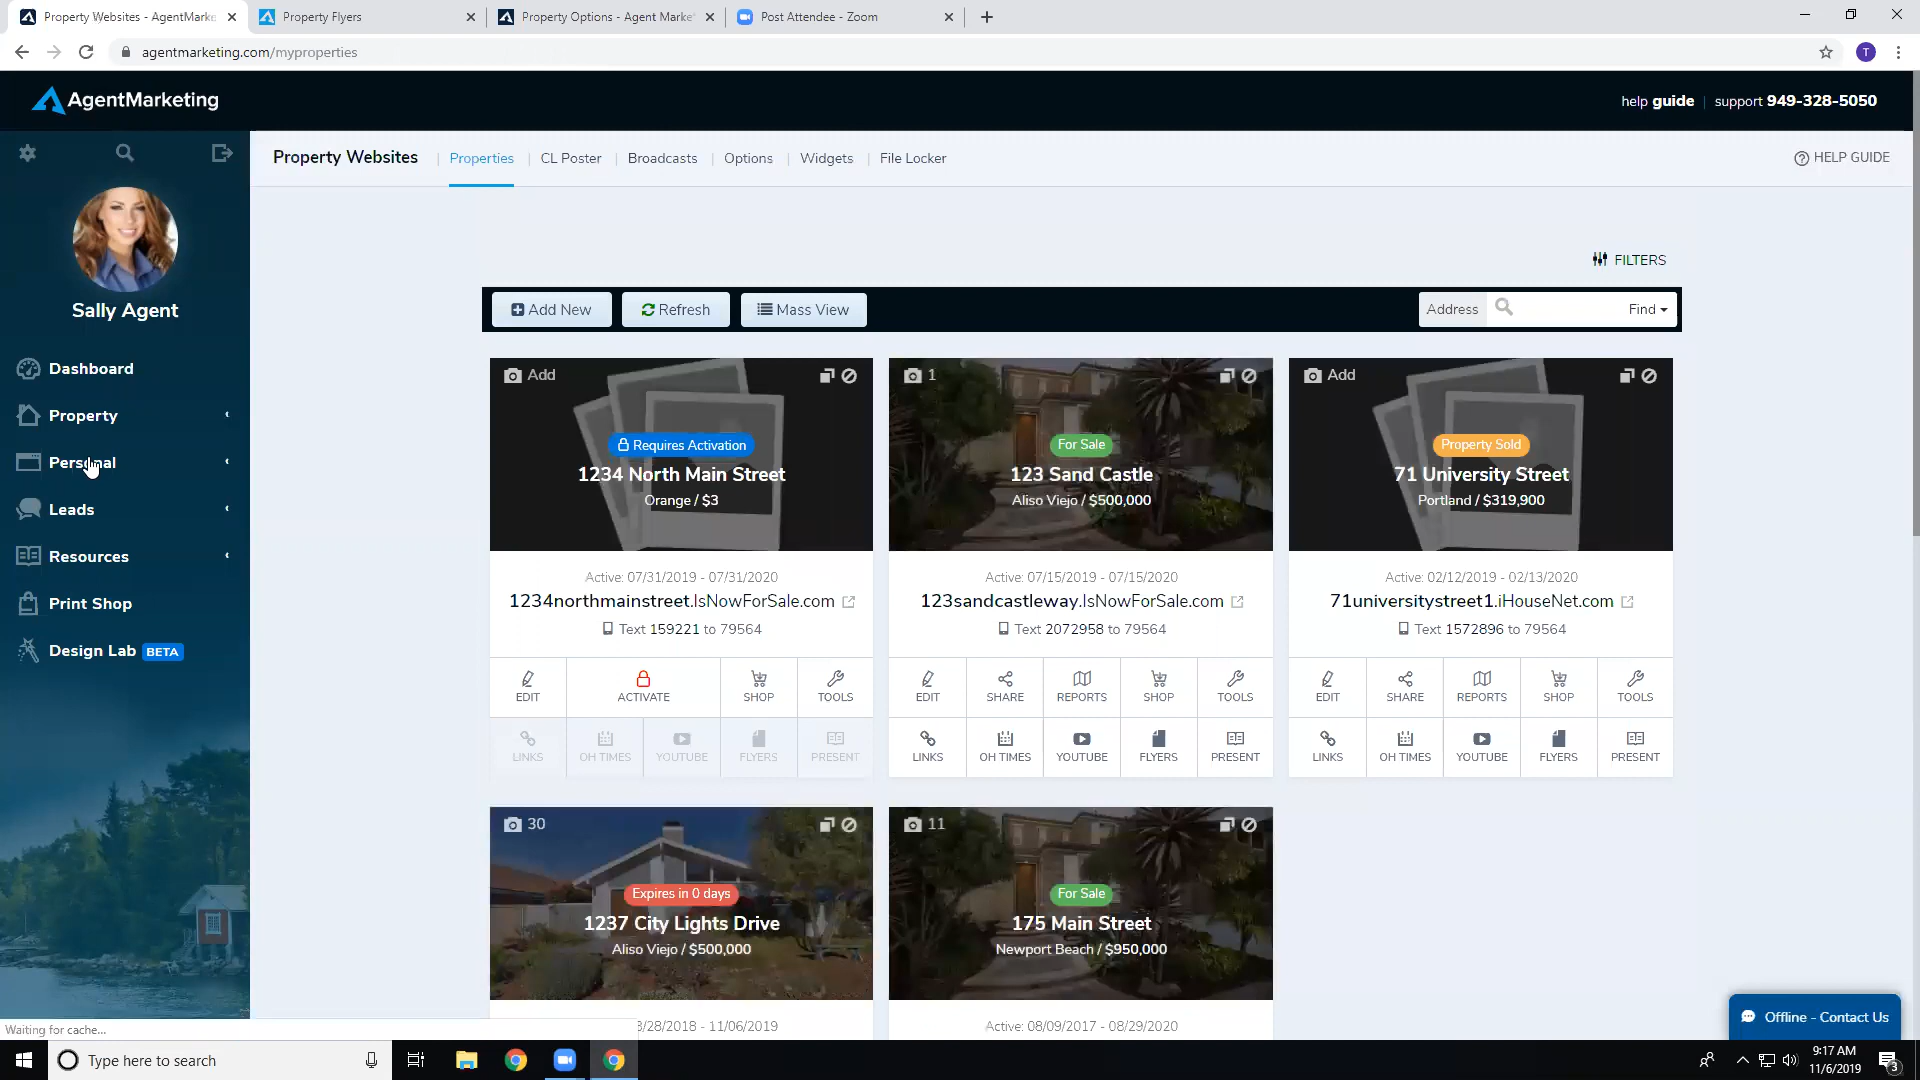 Property Websites - AgentMarke
Property Flyers
Property Options - Agent Marke
Post Attendee - Zoom
agentmarketing.com/myproperties
T
AgentMarketing
help guide | support 949-328-5050
Sally Agent
Dashboard
Property
Personal
Leads
Resources
Print Shop
Design Lab BETA
Property Websites | Properties | CL Poster | Broadcasts | Options | Widgets | File Locker
HELP GUIDE
FILTERS
Add New
Refresh
Mass View
Address
Find
Add
Requires Activation
1234 North Main Street
Orange / $3
Active: 07/31/2019 - 07/31/2020
1234northmainstreet.IsNowForSale.com
Text 159221 to 79564
EDIT
ACTIVATE
SHOP
TOOLS
LINKS
OH TIMES
YOUTUBE
FLYERS
PRESENT
1
For Sale
123 Sand Castle
Aliso Viejo / $500,000
Active: 07/15/2019 - 07/15/2020
123sandcastleway.IsNowForSale.com
Text 2072958 to 79564
EDIT
SHARE
REPORTS
SHOP
TOOLS
LINKS
OH TIMES
YOUTUBE
FLYERS
PRESENT
Add
Property Sold
71 University Street
Portland / $319,900
Active: 02/12/2019 - 02/13/2020
71universitystreet1.iHouseNet.com
Text 1572896 to 79564
EDIT
SHARE
REPORTS
SHOP
TOOLS
LINKS
OH TIMES
YOUTUBE
FLYERS
PRESENT
30
Expires in 0 days
1237 City Lights Drive
Aliso Viejo / $500,000
8/28/2018 - 11/06/2019
11
For Sale
175 Main Street
Newport Beach / $950,000
Active: 08/09/2017 - 08/29/2020
Offline - Contact Us
Waiting for cache...
Type here to search
9:17 AM
11/6/2019
3